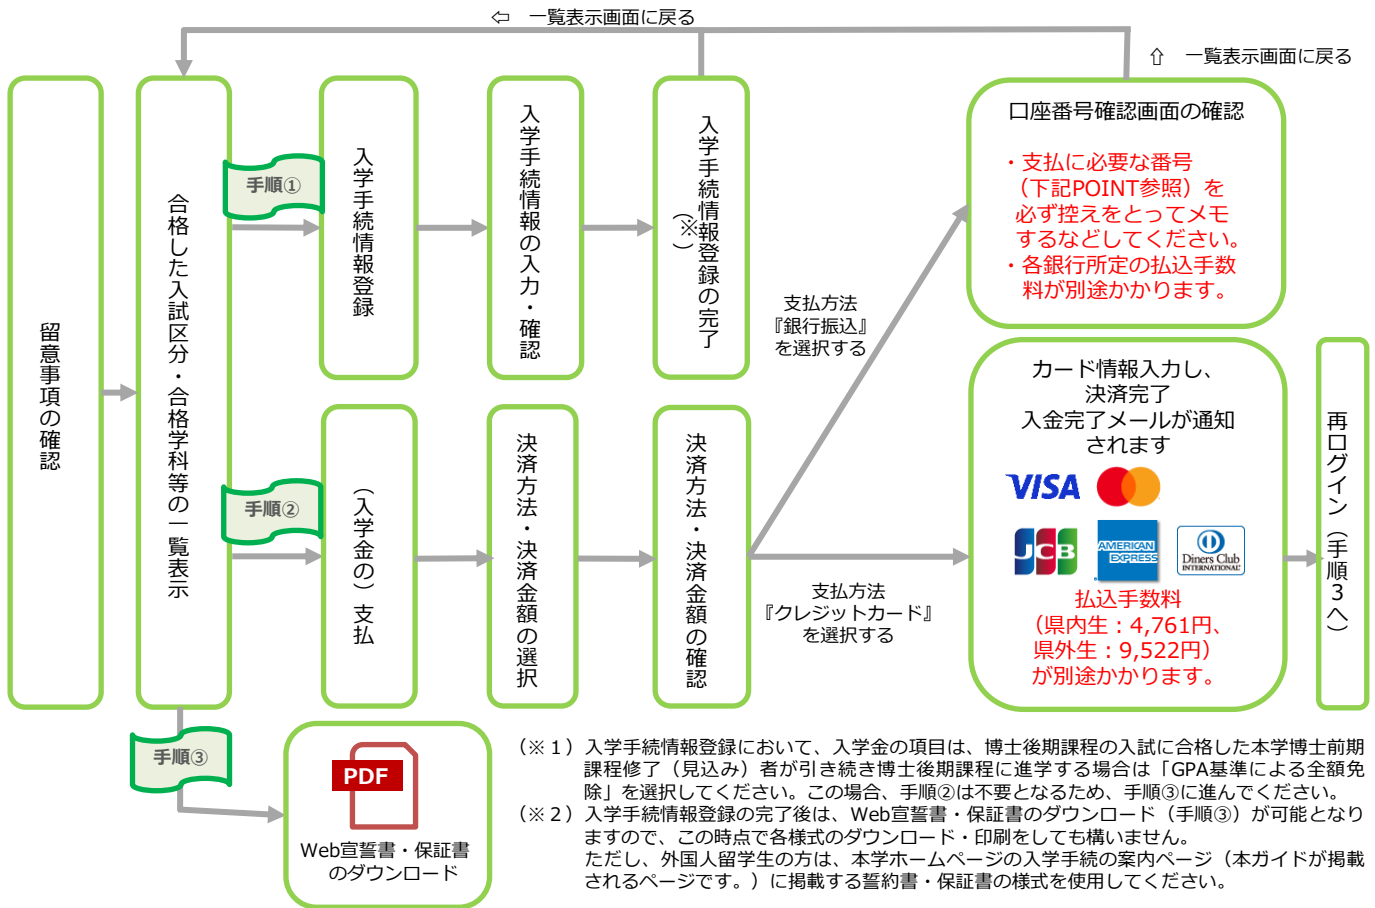 ⇦ 一覧表示画面に戻る
⇧ 一覧表示画面に戻る
留意事項の確認
合格した入試区分・合格学科等の一覧表示
手順①
入学手続情報登録
入学手続情報の入力・確認
入学手続情報登録の完了
（※）
手順②
（入学金の）支払
決済方法・決済金額の選択
決済方法・決済金額の確認
支払方法
『銀行振込』
を選択する
口座番号確認画面の確認
・支払に必要な番号
（下記POINT参照）を
必ず控えをとってメモ
するなどしてください。
・各銀行所定の払込手数
料が別途かかります。
支払方法
『クレジットカード』
を選択する
カード情報入力し、
決済完了
入金完了メールが通知
されます
VISA
JCB
AMERICAN
EXPRESS
Diners Club
INTERNATIONAL
払込手数料
（県内生：4,761円、
県外生：9,522円）
が別途かかります。
再ログイン（手順3へ）
手順③
PDF
Web宣誓書・保証書
のダウンロード
（※１）入学手続情報登録において、入学金の項目は、博士後期課程の入試に合格した本学博士前期
課程修了（見込み）者が引き続き博士後期課程に進学する場合は「GPA基準による全額免
除」を選択してください。この場合、手順②は不要となるため、手順③に進んでください。
（※２）入学手続情報登録の完了後は、Web宣誓書・保証書のダウンロード（手順③）が可能となり
ますので、この時点で各様式のダウンロード・印刷をしても構いません。
ただし、外国人留学生の方は、本学ホームページの入学手続の案内ページ（本ガイドが掲載
されるページです。）に掲載する誓約書・保証書の様式を使用してください。